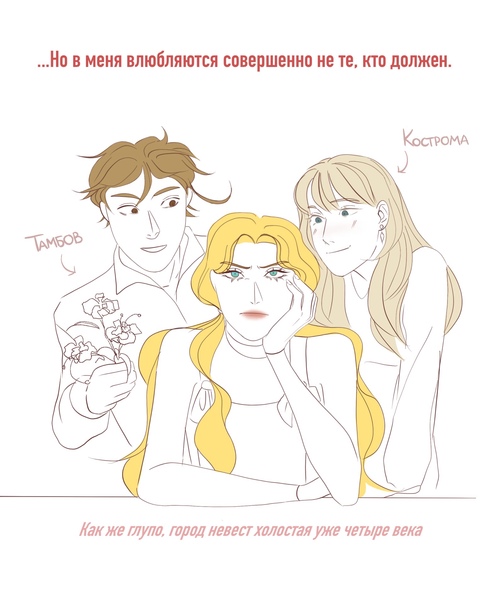 ...Но в меня влюбляются совершенно не те, кто должен.
Кострома
Тамбов
Как же глупо, город невест холостая уже четыре века